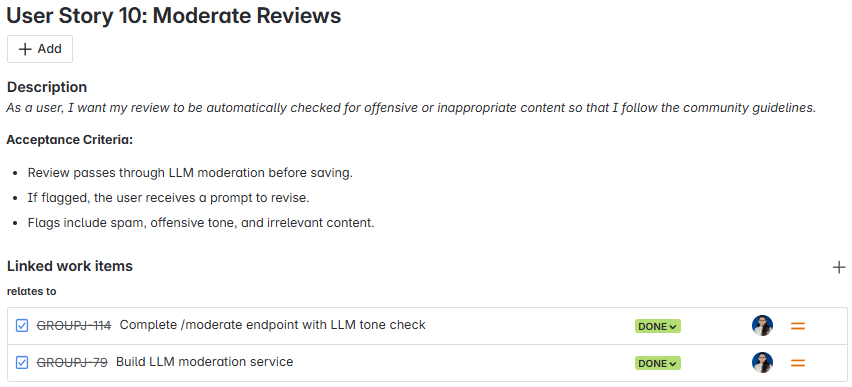 User Story 10: Moderate Reviews
Add
Description
As a user, I want my review to be automatically checked for offensive or inappropriate content so that I follow the community guidelines.
Acceptance Criteria:
Review passes through LLM moderation before saving.
If flagged, the user receives a prompt to revise.
Flags include spam, offensive tone, and irrelevant content.
Linked work items
relates to
GROUPJ-114 Complete /moderate endpoint with LLM tone check DONE
GROUPJ-79 Build LLM moderation service DONE